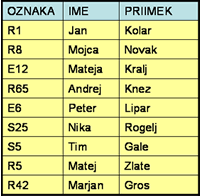 OZNAKA IME PRIIMEK
R1 Jan Kolar
R8 Mojca Novak
E12 Mateja Kralj
R65 Andrej Knez
E6 Peter Lipar
S25 Nika Rogelj
S5 Tim Gale
R5 Matej Zlate
R42 Marjan Gros